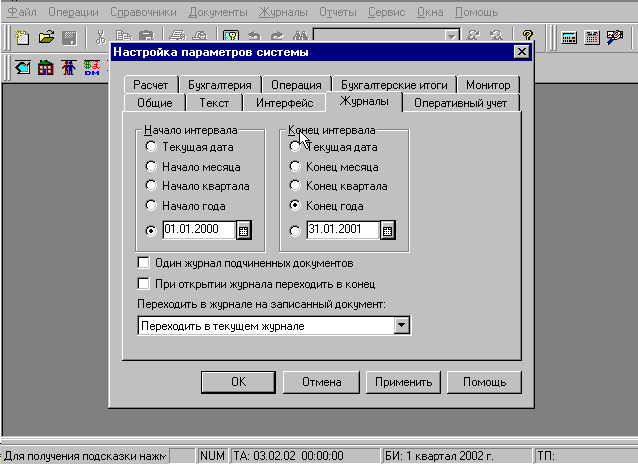 Файл Операции Справочники Документы Журналы Отчеты Сервис Окна Помощь
DM
Настройка параметров системы
Расчет Бухгалтерия Операция Бухгалтерские итоги Монитор
Общие Текст Интерфейс Журналы Оперативный учет
Начало интервала
Текущая дата
Начало месяца
Начало квартала
Начало года
01.01.2000
Конец интервала
Текущая дата
Конец месяца
Конец квартала
Конец года
31.01.2001
Один журнал подчиненных документов
При открытии журнала переходить в конец
Переходить в журнале на записанный документ:
Переходить в текущем журнале
OK Отмена Применить Помощь
Для получения подсказки нажм NUM TA: 03.02.02 00:00:00 БИ: 1 квартал 2002 г. ТП: